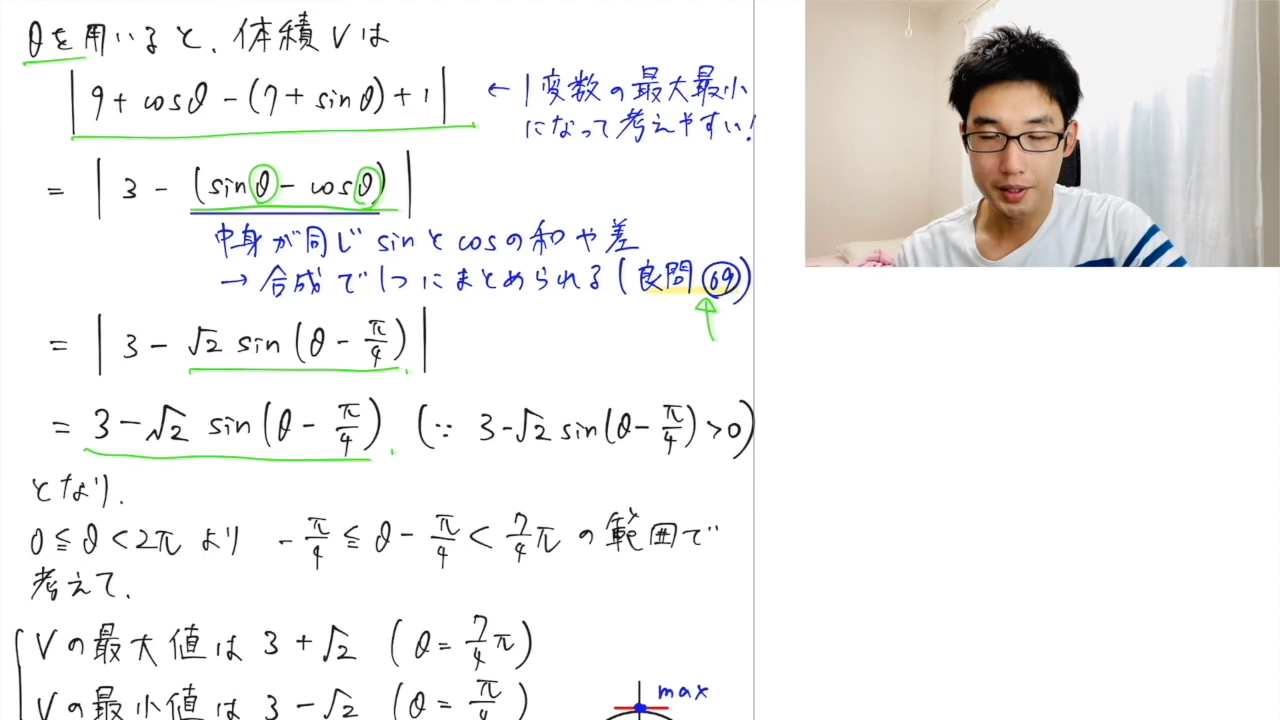 θを用いると、体積Vは
|9+cosθ-(7+sinθ)+1|
←1変数の最大最小
になって考えやすい!
= |3-(sinθ-cosθ)|
中身が同じsinとcosの和や差
→合成で1つにまとめられる(良問69)
= |3-√2 sin(θ-π/4)|
= 3-√2 sin(θ-π/4) (∵ 3-√2 sin(θ-π/4)>0)
となり.
0≦θ<2πより -π/4≦θ-π/4<7/4πの範囲で
考えて.
Vの最大値は 3+√2 (θ=7/4π)
Vの最小値は 3-√2 (θ=π/4)
max